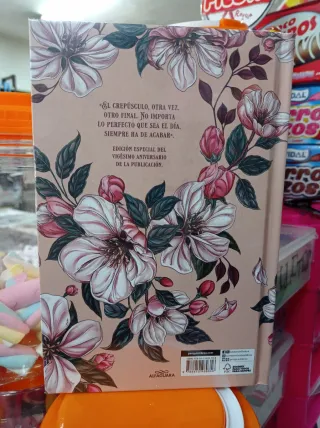 «EL CREPÚSCULO, OTRA VEZ.
OTRO FINAL. NO IMPORTA
LO PERFECTO QUE SEA EL DÍA,
SIEMPRE HA DE ACABAR».
EDICIÓN ESPECIAL DEL
VIGÉSIMO ANIVERSARIO
DE LA PUBLICACIÓN.
ALFAGUARA